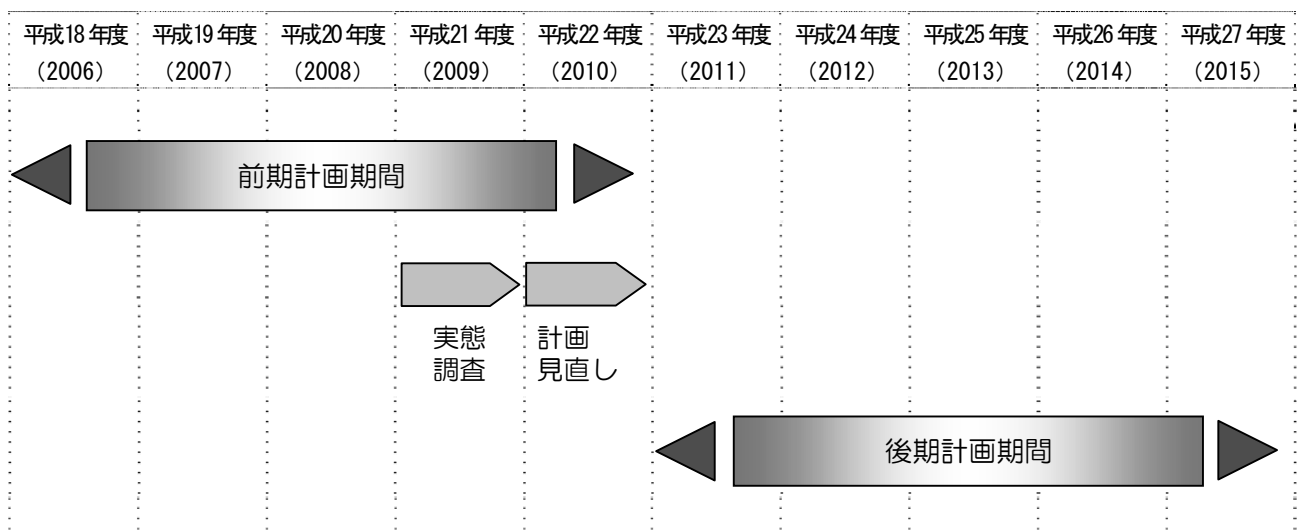 平成18年度 平成19年度 平成20年度 平成21年度 平成22年度 平成23年度 平成24年度 平成25年度 平成26年度 平成27年度
（2006） （2007） （2008） （2009） （2010） （2011） （2012） （2013） （2014） （2015）
前期計画期間
実態
調査
計画
見直し
後期計画期間